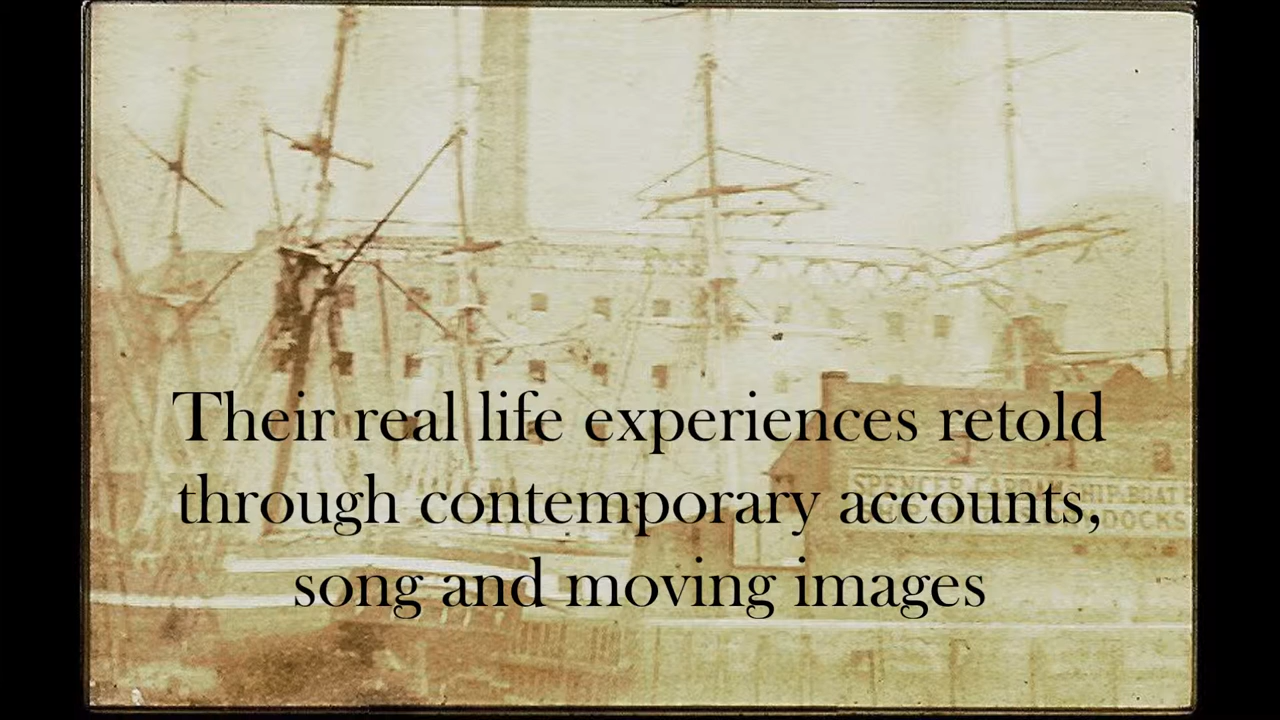 Their real life experiences retold
through contemporary accounts,
song and moving images
SPENCER
DOCKS